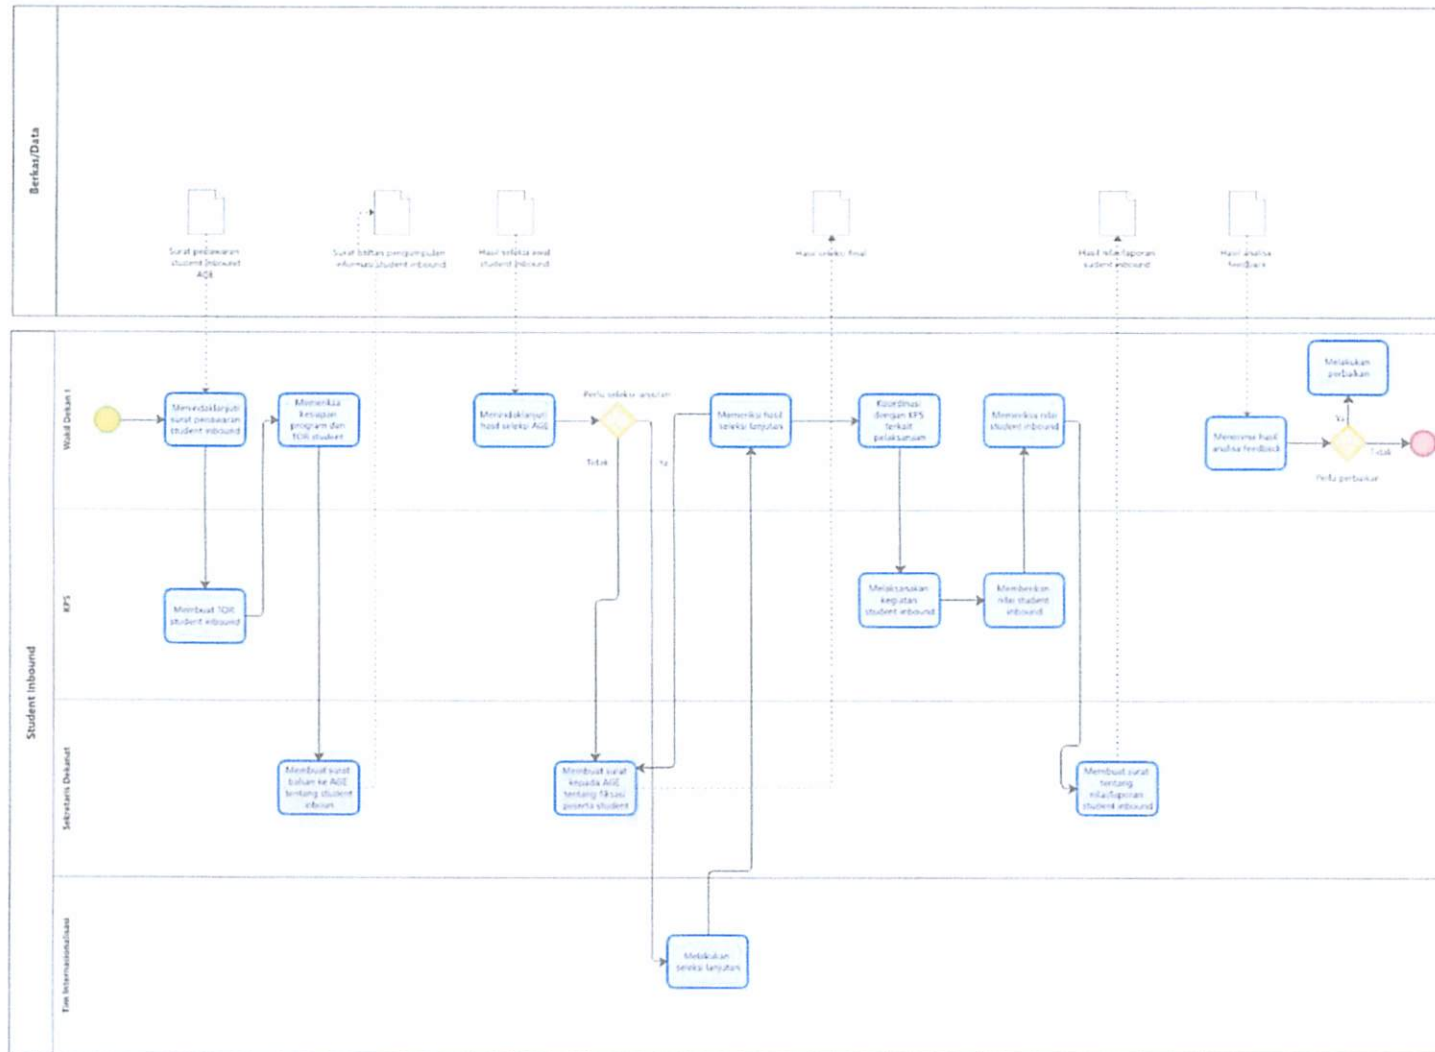 Berkas/Data
Surat penawaran
student inbound
AGE
Surat
pengumpulan
informasi student inbound
Hasil seleksi awal
student inbound
Hasil seleksi final
Hasil nilai/laporan
student inbound
Hasil analisa
feedback
Student Inbound
Wakil Dekan I
Menindaklanjuti
surat penawaran
student inbound
Memeriksa
kesiapan
program dan
TOR student
Menindaklanjuti
hasil seleksi AGE
Perlu seleksi lanjutan
Tidak
Ya
Memeriksi hasil
seleksi lanjutan
Koordinasi
dengan KPS
terkait
pelaksanaan
Memeriksa nilai
student inbound
Menerima hasil
analisa feedback
Melakukan
perbaikan
Ya
Tidak
Perlu perbaikan
KPS
Membuat TOR
student inbound
Melaksanakan
kegiatan
student inbound
Memberikan
nilai student
inbound
Sekretaris Dekanat
Membuat surat
ke AGE
tentang student
inboun
Membuat surat
kepada AGE
tentang fiksasi
peserta student
Membuat surat
tentang
nilai/laporan
student inbound
Tim Internasionalisasi
Melakukan
seleksi lanjutan